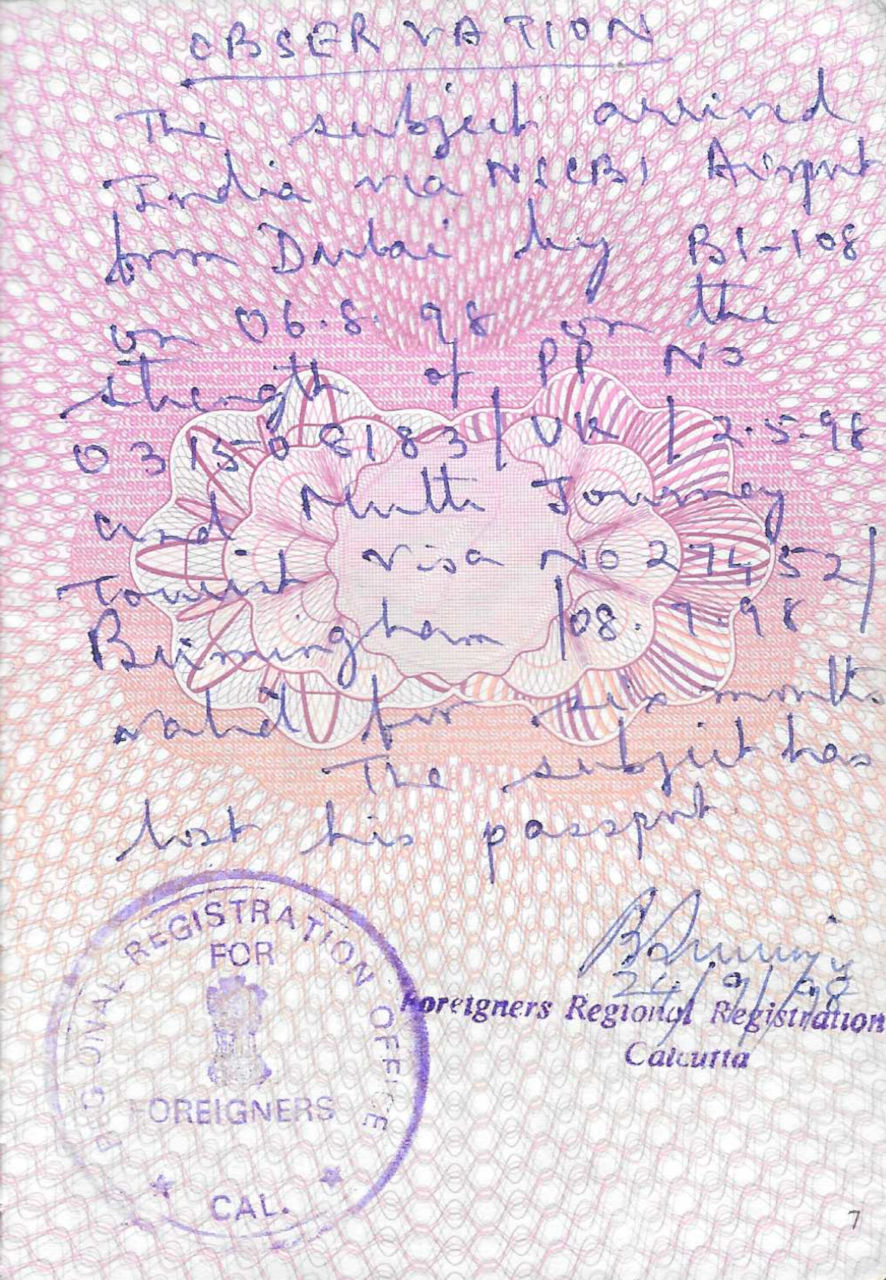 OBSERVATION
The subject arrived
India via NSCBI Airport
from Dubai by BI-108
on 06.8.98 on the
strength of PP No
031508183/UK/2-5-98
and Multi Journey
Tourist Visa No 27452/
Birmingham/08.7.98
valid for six months
The subject has
lost his passport.
24/9/98
Foreigners Regional Registration
Calcutta
REGIONAL REGISTRATION OFFICE
FOR
FOREIGNERS
CAL.
7